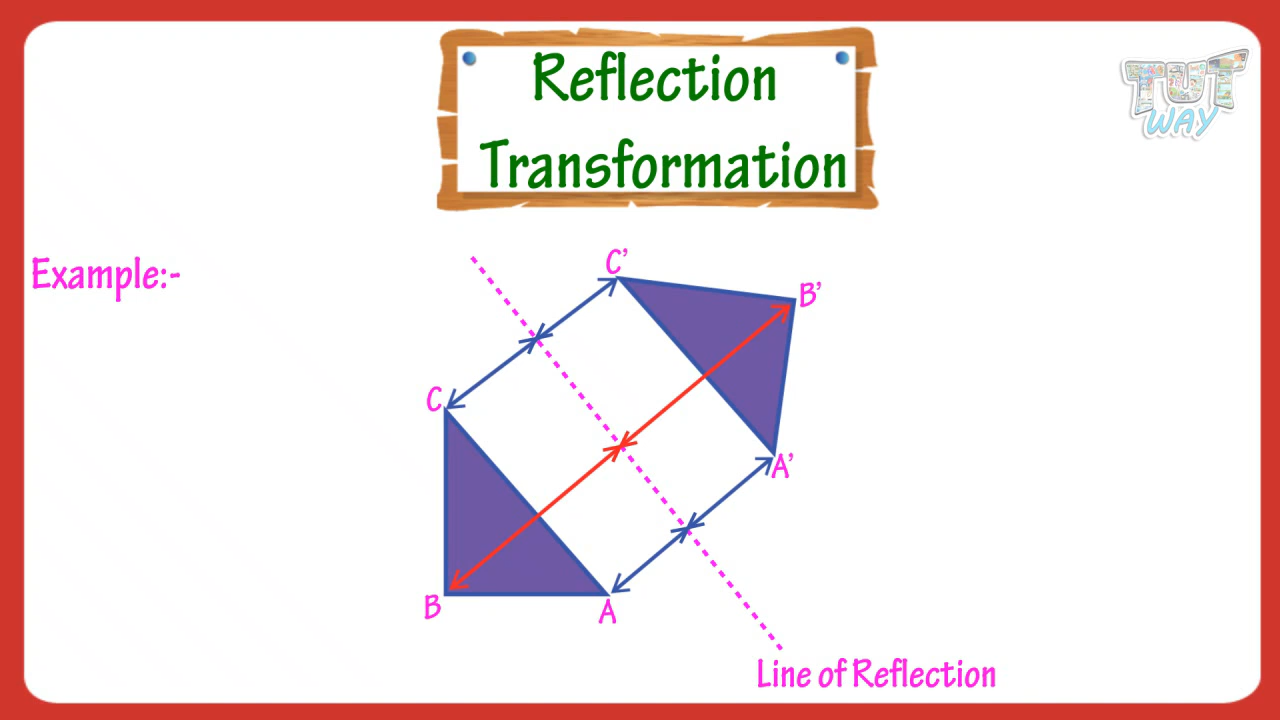 Reflection
Transformation
TUT
WAY
Example:-
C’
B’
C
A’
B
A
Line of Reflection